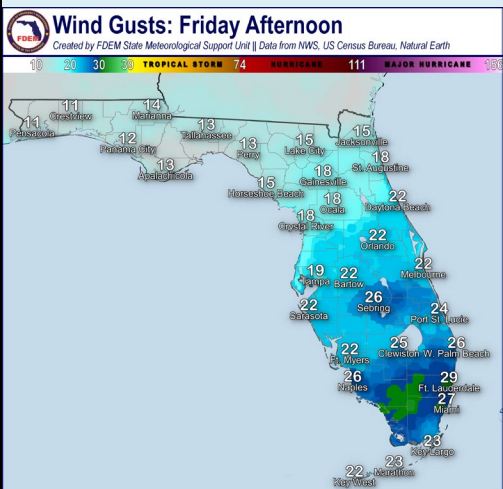 FDEM
Wind Gusts: Friday Afternoon
Created by FDEM State Meteorological Support Unit || Data from NWS, US Census Bureau, Natural Earth
10 20 30 39 TROPICAL STORM 74 HURRICANE 111 MAJOR HURRICANE 156
11
Crestview
14
Marianna
11
Pensacola
12
Panama City
13
Tallahassee
13
Perry
15
Lake City
15
Jacksonville
13
Apalachicola
18
St. Augustine
18
Gainesville
15
Horseshoe Beach
18
Ocala
22
Daytona Beach
18
Crystal River
22
Orlando
19
Tampa
22
Bartow
22
Melbourne
26
Sebring
22
Sarasota
24
Port St. Lucie
25
Clewiston
26
W. Palm Beach
22
Ft. Myers
26
Naples
29
Ft. Lauderdale
27
Miami
23
Key Largo
23
Marathon
22
Key West